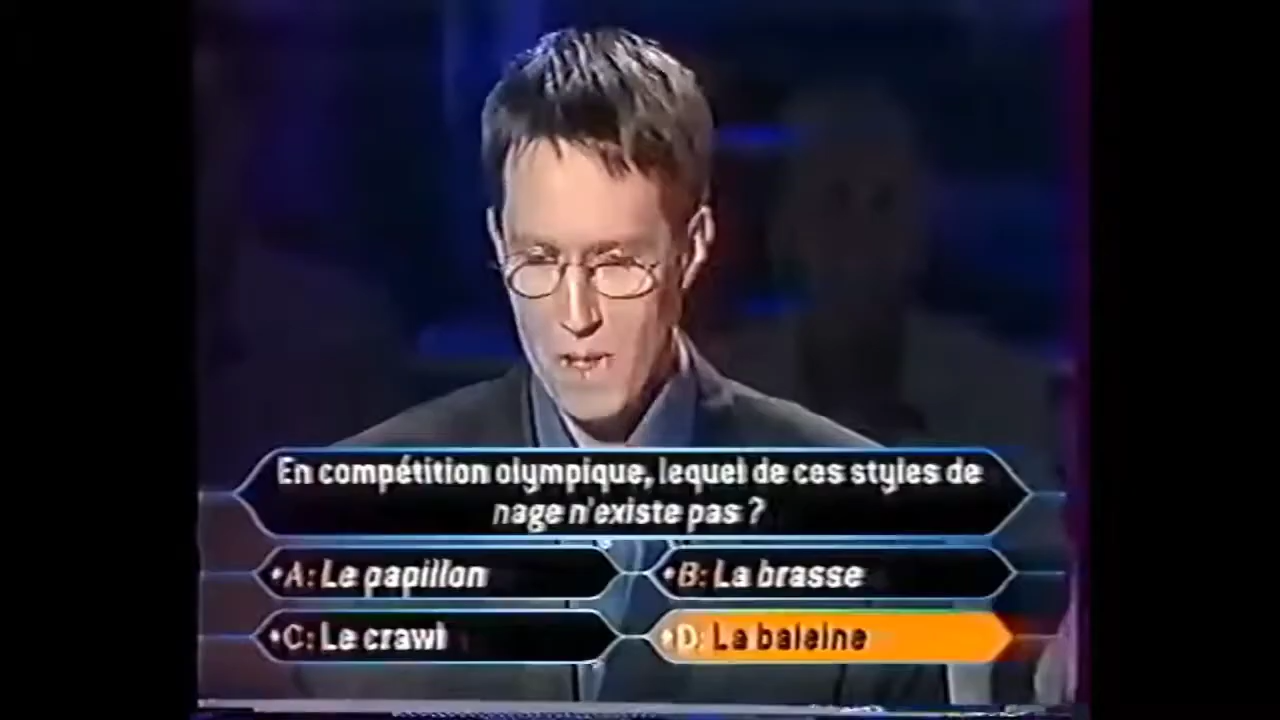 En compétition olympique, lequel de ces styles de
nage n'existe pas ?
•A: Le papillon
•B: La brasse
•C: Le crawl
•D: La baleine